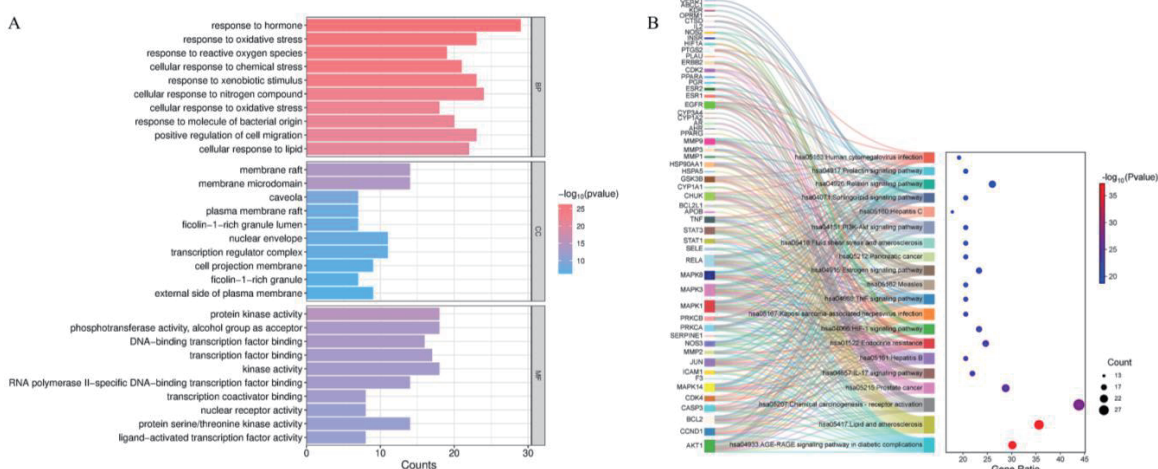 A
response to hormone
response to oxidative stress
response to reactive oxygen species
cellular response to chemical stress
response to xenobiotic stimulus
cellular response to nitrogen compound
cellular response to oxidative stress
response to molecule of bacterial origin
positive regulation of cell migration
cellular response to lipid
BP
membrane raft
membrane microdomain
caveola
plasma membrane raft
ficolin−1−rich granule lumen
nuclear envelope
transcription regulator complex
cell projection membrane
ficolin−1−rich granule
external side of plasma membrane
CC
protein kinase activity
phosphotransferase activity, alcohol group as acceptor
DNA−binding transcription factor binding
transcription factor binding
kinase activity
RNA polymerase II−specific DNA−binding transcription factor binding
transcription coactivator binding
nuclear receptor activity
protein serine/threonine kinase activity
ligand−activated transcription factor activity
MF
0 10 20 30
Counts
−log10(pvalue)
25
20
15
10
B
KDR
OPRM1
CTSD
IL2
NOS2
INSR
HIF1A
PTGS2
PLAU
ERBB2
CDK2
PPARA
PGR
ESR2
ESR1
EGFR
CYP3A4
CYP1A2
AR
AHR
PPARG
MMP9
MMP3
MMP1
HSP90AA1
HSPA5
GSK3B
CYP1A1
CHUK
BCL2L1
APOB
TNF
STAT3
STAT1
SELE
RELA
MAPK8
MAPK3
MAPK1
PRKCB
PRKCA
SERPINE1
NOS3
MMP2
JUN
ICAM1
F3
MAPK14
CDK4
CASP3
BCL2
CCND1
AKT1
hsa05163:Human cytomegalovirus infection
hsa04917:Prolactin signaling pathway
hsa04926:Relaxin signaling pathway
hsa04071:Sphingolipid signaling pathway
hsa05160:Hepatitis C
hsa04151:PI3K-Akt signaling pathway
hsa05418:Fluid shear stress and atherosclerosis
hsa05212:Pancreatic cancer
hsa04915:Estrogen signaling pathway
hsa05162:Measles
hsa04668:TNF signaling pathway
hsa05167:Kaposi sarcoma-associated herpesvirus infection
hsa04066:HIF-1 signaling pathway
hsa01522:Endocrine resistance
hsa05161:Hepatitis B
hsa04657:IL-17 signaling pathway
hsa05215:Prostate cancer
hsa05207:Chemical carcinogenesis - receptor activation
hsa05417:Lipid and atherosclerosis
hsa04933:AGE-RAGE signaling pathway in diabetic complications
20 25 30 35 40 45
Gene Ratio
-log10(Pvalue)
35
30
25
20
Count
13
17
22
27